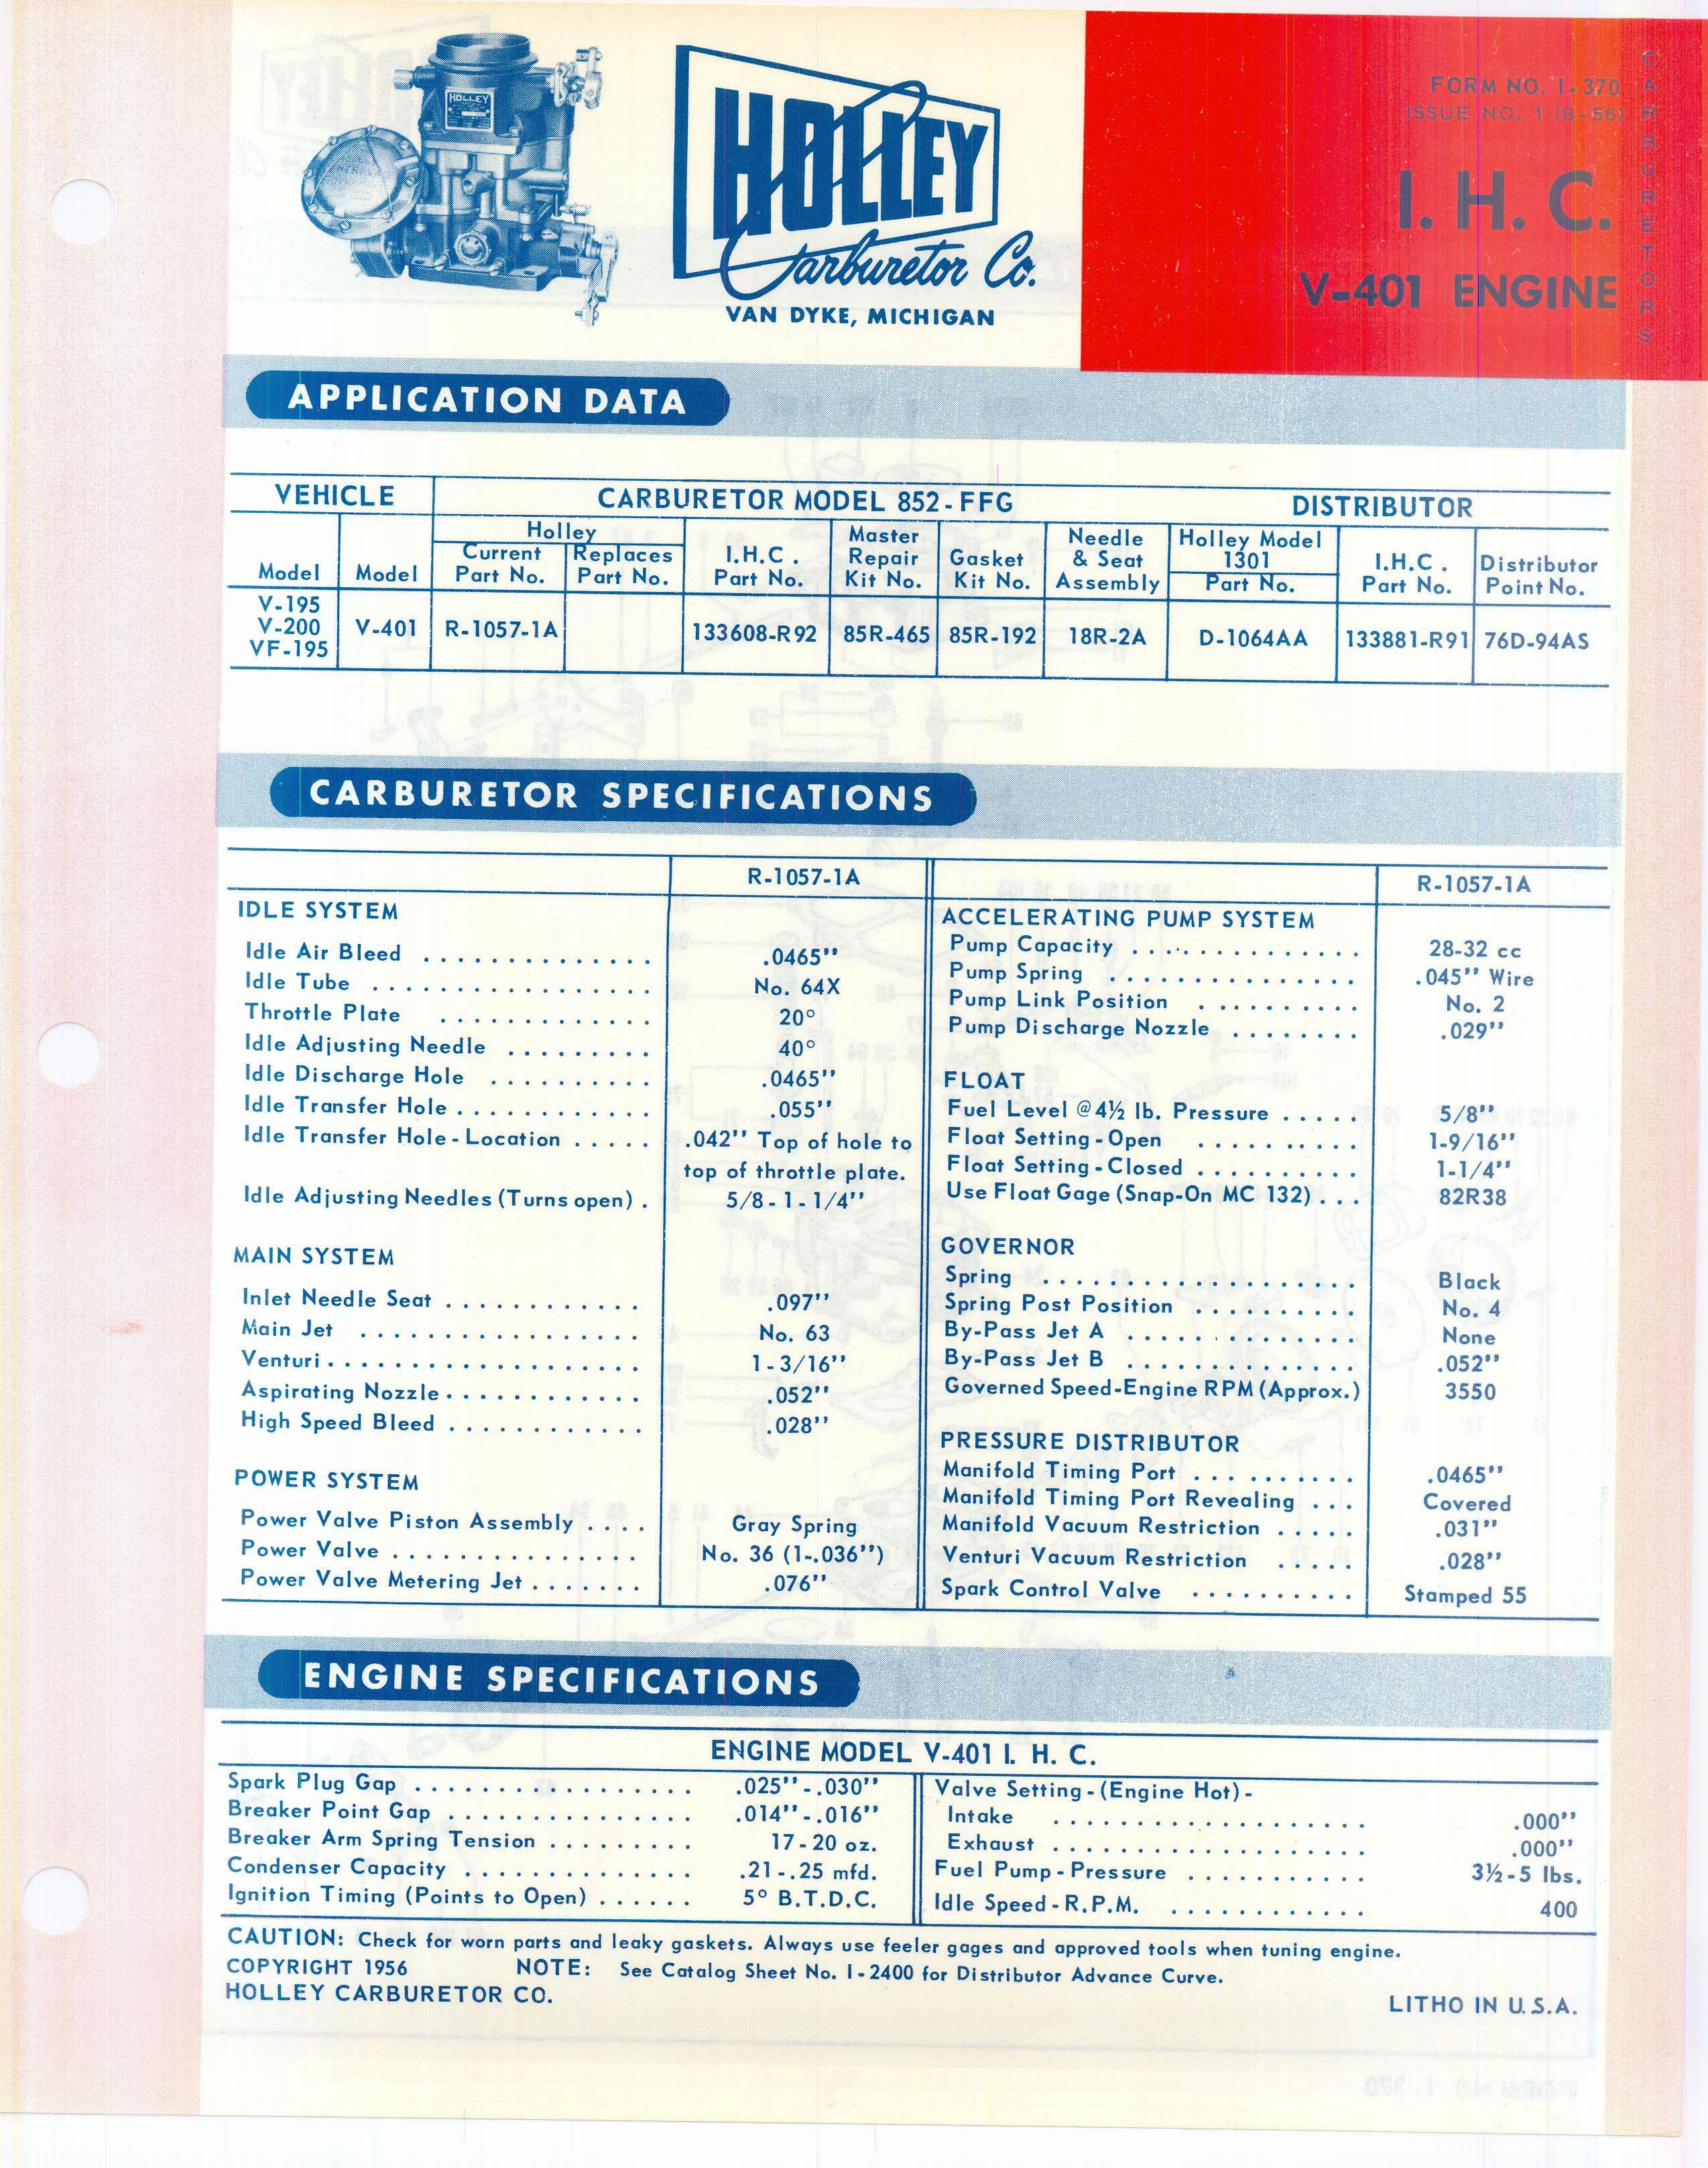 HOLLEY
HOLLEY
Carburetor Co.
VAN DYKE, MICHIGAN
FORM NO. I-370
ISSUE NO. 1 (8-56)
I. H. C.
V-401 ENGINE
CARBURETORS
APPLICATION DATA
VEHICLE CARBURETOR MODEL 852-FFG DISTRIBUTOR
Model Model Holley Current Part No. Replaces Part No. I.H.C. Part No. Master Repair Kit No. Gasket Kit No. Needle & Seat Assembly Holley Model 1301 Part No. I.H.C. Part No. Distributor Point No.
V-195
V-200 V-401 R-1057-1A 133608-R92 85R-465 85R-192 18R-2A D-1064AA 133881-R91 76D-94AS
VF-195
CARBURETOR SPECIFICATIONS
R-1057-1A
IDLE SYSTEM
Idle Air Bleed .............. .0465''
Idle Tube ................. No. 64X
Throttle Plate ............. 20°
Idle Adjusting Needle ......... 40°
Idle Discharge Hole .......... .0465''
Idle Transfer Hole ............ .055''
Idle Transfer Hole - Location ..... .042'' Top of hole to
top of throttle plate.
Idle Adjusting Needles (Turns open) . 5/8 - 1 - 1/4''
MAIN SYSTEM
Inlet Needle Seat ............ .097''
Main Jet ................. No. 63
Venturi ................... 1-3/16''
Aspirating Nozzle ............ .052''
High Speed Bleed ............ .028''
POWER SYSTEM
Power Valve Piston Assembly .... Gray Spring
Power Valve ............... No. 36 (1-.036'')
Power Valve Metering Jet ....... .076''
R-1057-1A
ACCELERATING PUMP SYSTEM
Pump Capacity .............. 28-32 cc
Pump Spring ............... .045'' Wire
Pump Link Position .......... No. 2
Pump Discharge Nozzle ........ .029''
FLOAT
Fuel Level @ 4½ lb. Pressure ..... 5/8''
Float Setting - Open .......... 1-9/16''
Float Setting - Closed .......... 1-1/4''
Use Float Gage (Snap-On MC 132) ... 82R38
GOVERNOR
Spring ................... Black
Spring Post Position .......... No. 4
By-Pass Jet A .............. None
By-Pass Jet B .............. .052''
Governed Speed-Engine RPM (Approx.) 3550
PRESSURE DISTRIBUTOR
Manifold Timing Port .......... .0465''
Manifold Timing Port Revealing ... Covered
Manifold Vacuum Restriction ..... .031''
Venturi Vacuum Restriction ..... .028''
Spark Control Valve .......... Stamped 55
ENGINE SPECIFICATIONS
ENGINE MODEL V-401 I. H. C.
Spark Plug Gap ................. .025''-.030''
Breaker Point Gap ............... .014''-.016''
Breaker Arm Spring Tension ......... 17-20 oz.
Condenser Capacity .............. .21-.25 mfd.
Ignition Timing (Points to Open) ...... 5° B.T.D.C.
Valve Setting - (Engine Hot) -
Intake ................... .000''
Exhaust ................... .000''
Fuel Pump - Pressure ........... 3½-5 lbs.
Idle Speed - R.P.M. ............ 400
CAUTION: Check for worn parts and leaky gaskets. Always use feeler gages and approved tools when tuning engine.
COPYRIGHT 1956 NOTE: See Catalog Sheet No. I-2400 for Distributor Advance Curve.
HOLLEY CARBURETOR CO.
LITHO IN U.S.A.